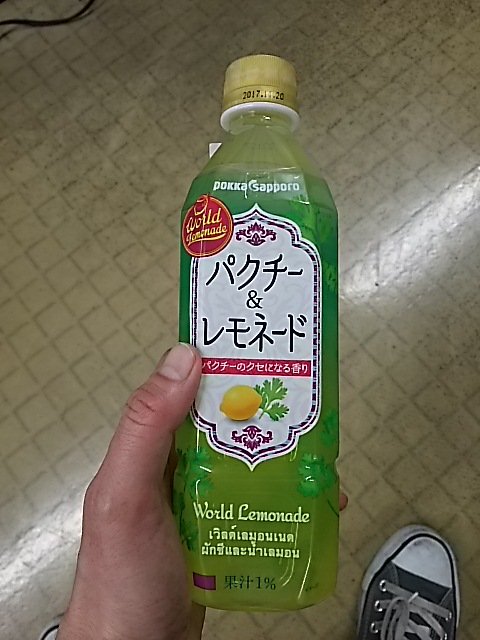 2017.11.20
pokka sapporo
World
Lemonade
パクチー
&
レモネード
パクチーのクセになる香り
World Lemonade
เวิลด์เลมอนเนด
ผักชีและน้ำเลมอน
果汁1%